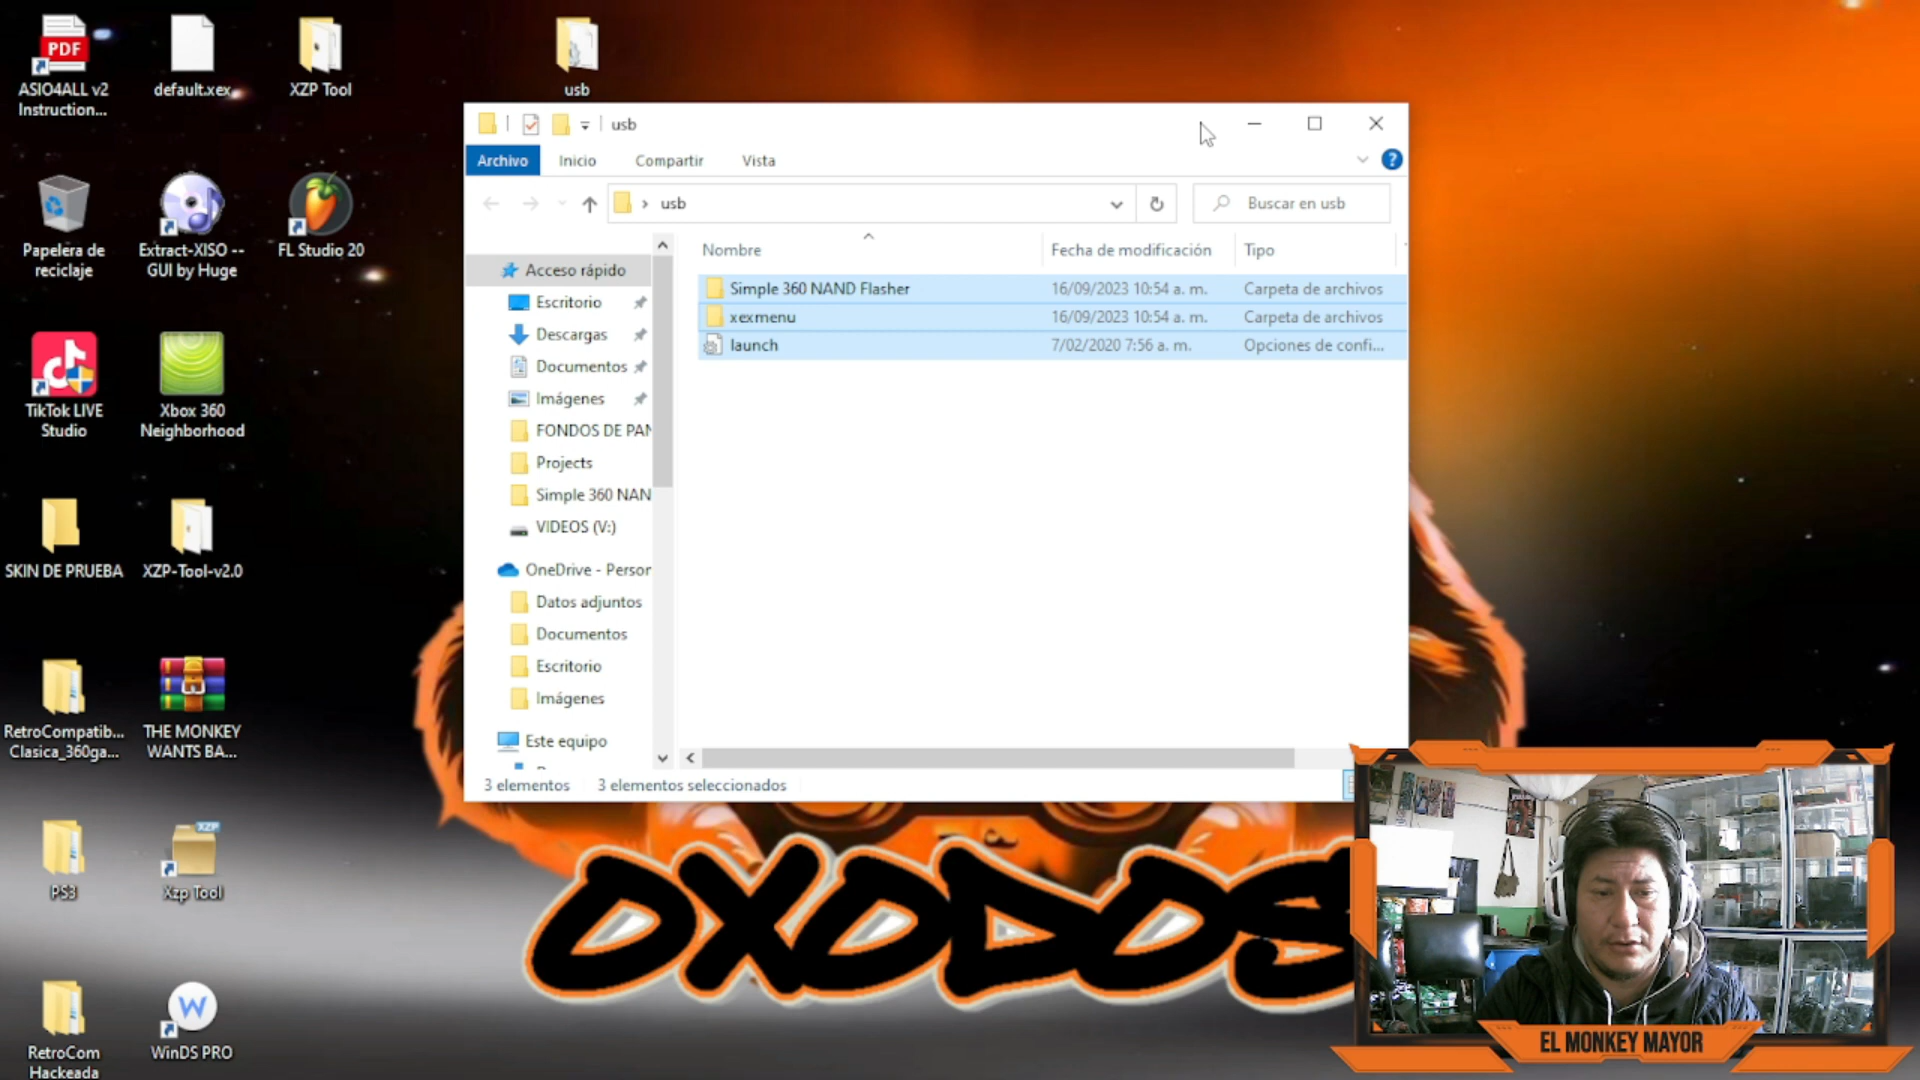 PDF
ASIO4ALL v2
Instruction...
default.xex
XZP Tool
usb
Papelera de
reciclaje
Extract-XISO --
GUI by Huge
FL Studio 20
TikTok LIVE
Studio
Xbox 360
Neighborhood
SKIN DE PRUEBA
XZP-Tool-v2.0
RetroCompatib...
Clasica_360ga...
THE MONKEY
WANTS BA...
PS3
XZP
Xzp Tool
RetroCom
Hackeada
W
WinDS PRO
usb
Archivo
Inicio
Compartir
Vista
?
› usb
Buscar en usb
Acceso rápido
Escritorio
Descargas
Documentos
Imágenes
FONDOS DE PAN
Projects
Simple 360 NAN
VIDEOS (V:)
OneDrive - Person
Datos adjuntos
Documentos
Escritorio
Imágenes
Este equipo
Nombre Fecha de modificación Tipo
Simple 360 NAND Flasher 16/09/2023 10:54 a. m. Carpeta de archivos
xexmenu 16/09/2023 10:54 a. m. Carpeta de archivos
launch 7/02/2020 7:56 a. m. Opciones de confi...
3 elementos 3 elementos seleccionados
OXODOS
EL MONKEY MAYOR